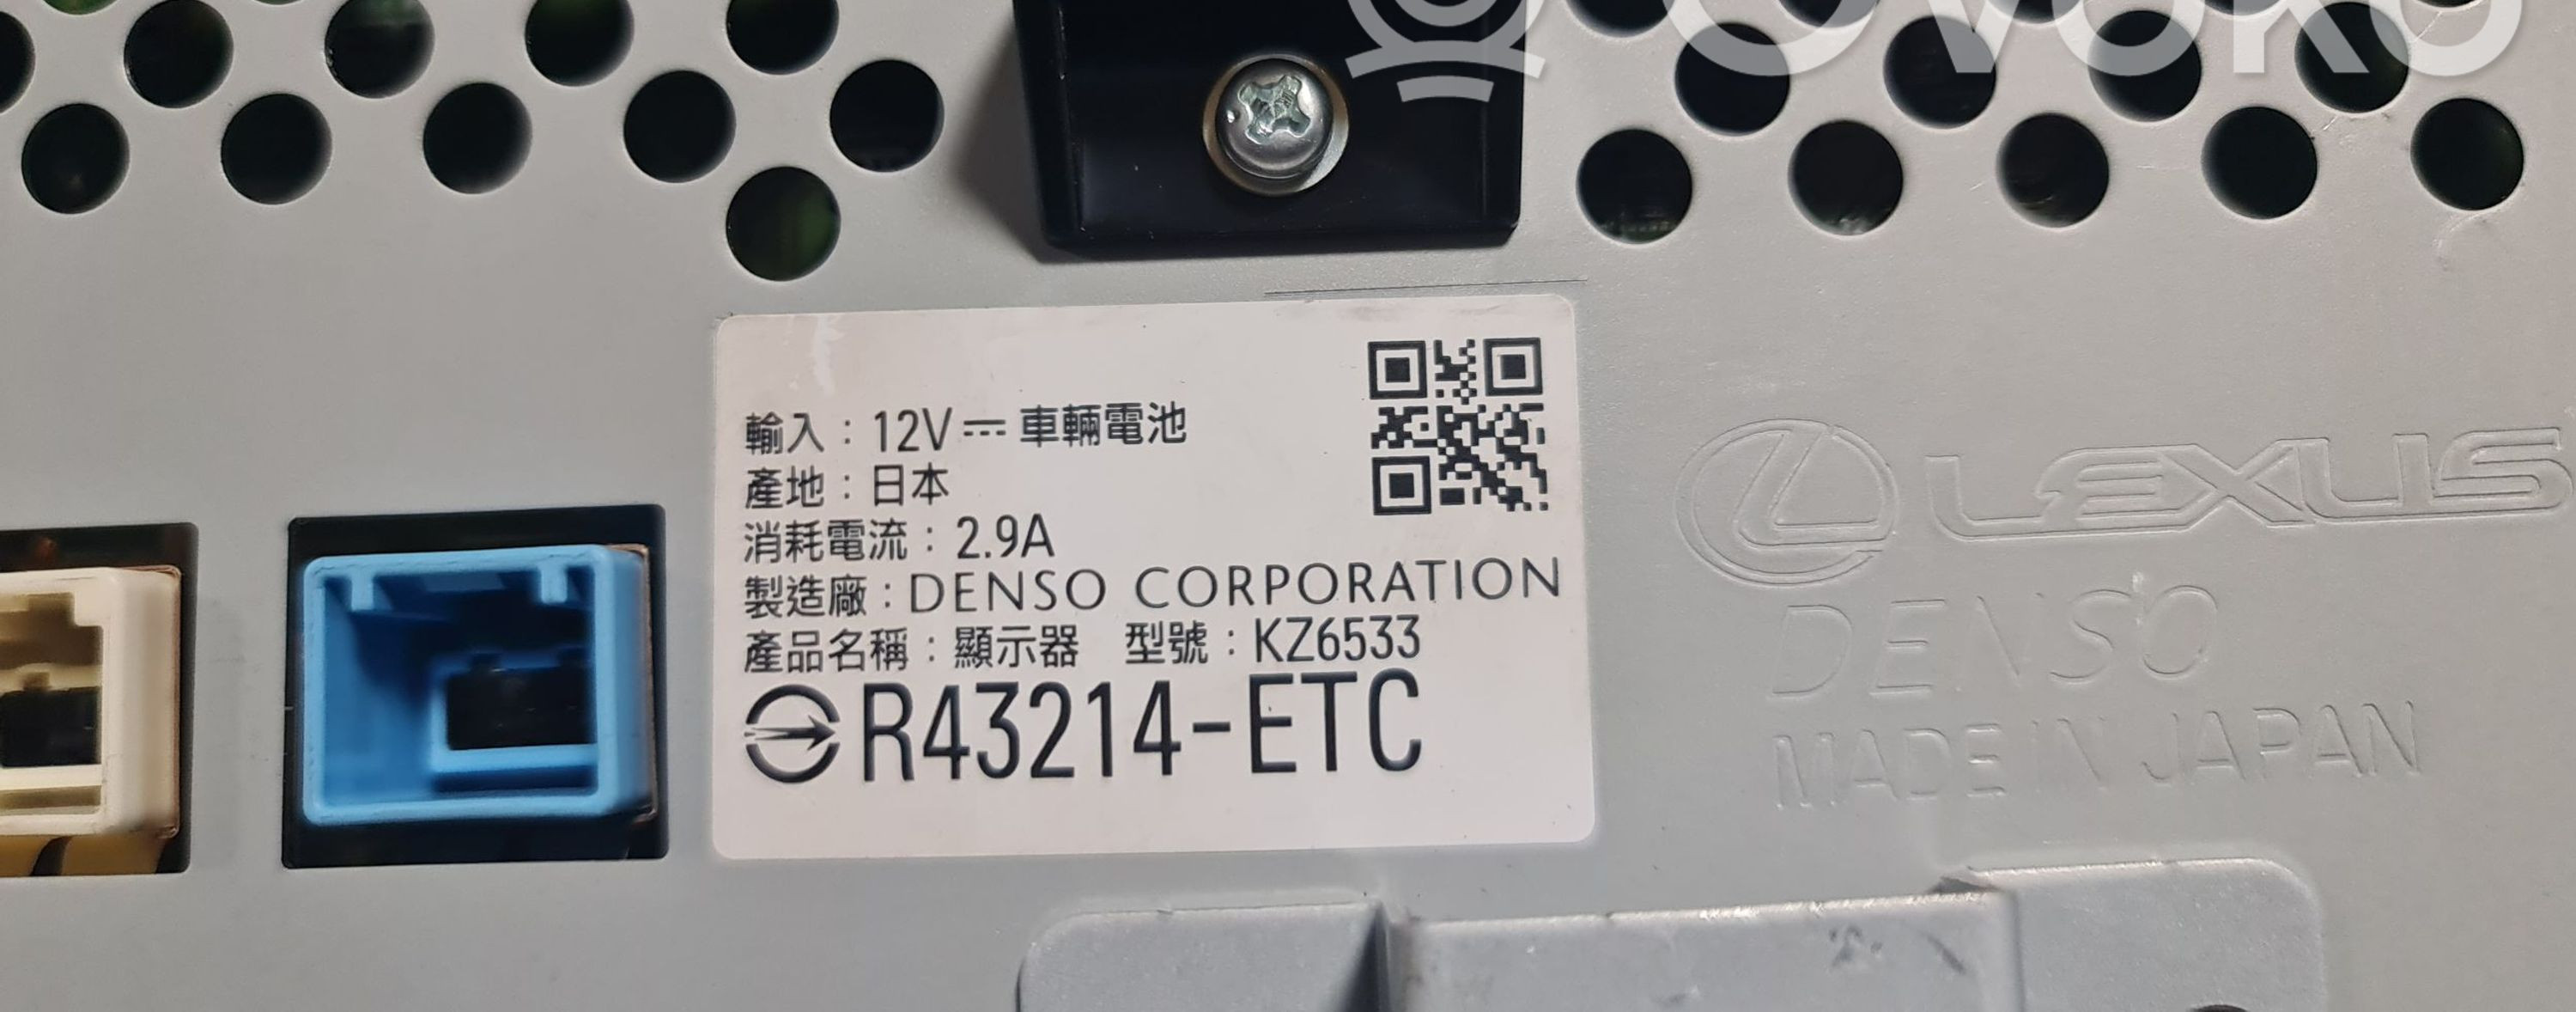 OVOKO
輸入：12V⎓車輛電池
產地：日本
消耗電流：2.9A
製造廠：DENSO CORPORATION
產品名稱：顯示器 型號：KZ6533
R43214-ETC
LEXUS
DENSO
MADE IN JAPAN